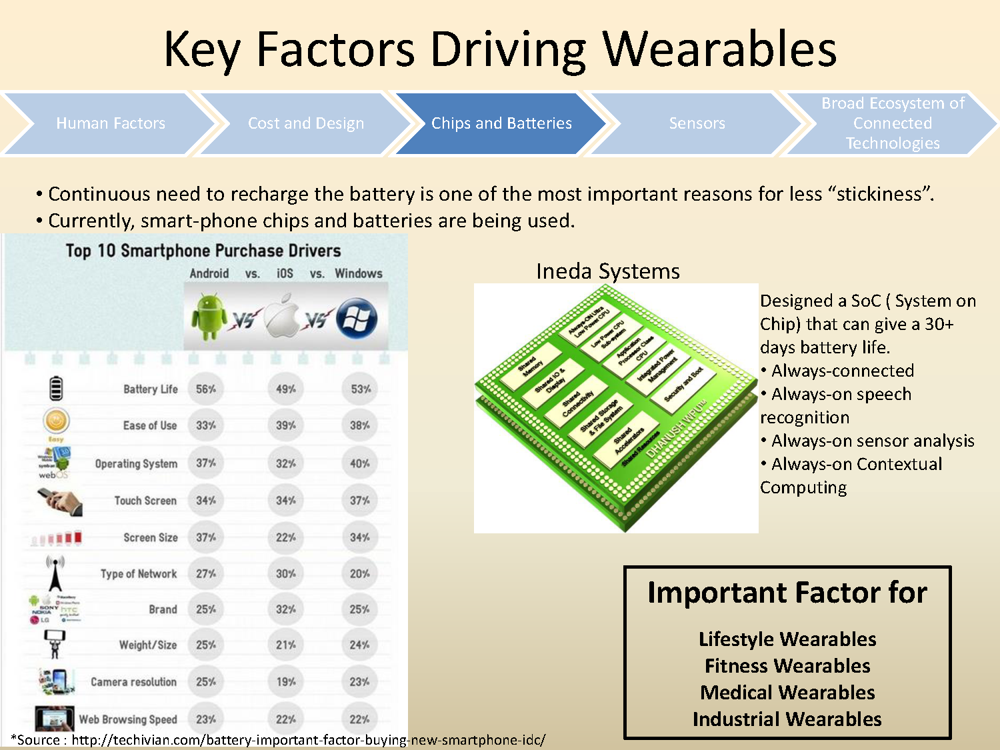 Key Factors Driving Wearables
Human Factors
Cost and Design
Chips and Batteries
Sensors
Broad Ecosystem of
Connected
Technologies
• Continuous need to recharge the battery is one of the most important reasons for less “stickiness”.
• Currently, smart-phone chips and batteries are being used.
Top 10 Smartphone Purchase Drivers
Android vs. iOS vs. Windows
VS VS
Battery Life 56% 49% 53%
Easy
Ease of Use 33% 39% 38%
webOS
Operating System 37% 32% 40%
Touch Screen 34% 34% 37%
Screen Size 37% 22% 34%
Type of Network 27% 30% 20%
SONY
NOKIA hTC
LG
Brand 25% 32% 25%
Weight/Size 25% 21% 24%
Camera resolution 25% 19% 23%
Web Browsing Speed 23% 22% 22%
*Source : http://techivian.com/battery-important-factor-buying-new-smartphone-idc/
Ineda Systems
Always-ON Ultra
Low Power CPU
Low Power CPU
Sub-system
Application
Processor Class
CPU
Integrated Power
Management
Security and Boot
Shared
Memory
Shared IO &
Display
Shared
Connectivity
Shared Storage
& File System
Shared
Accelerators
Shared Resources
DHANUSH WPU™
Designed a SoC ( System on
Chip) that can give a 30+
days battery life.
• Always-connected
• Always-on speech
recognition
• Always-on sensor analysis
• Always-on Contextual
Computing
Important Factor for
Lifestyle Wearables
Fitness Wearables
Medical Wearables
Industrial Wearables